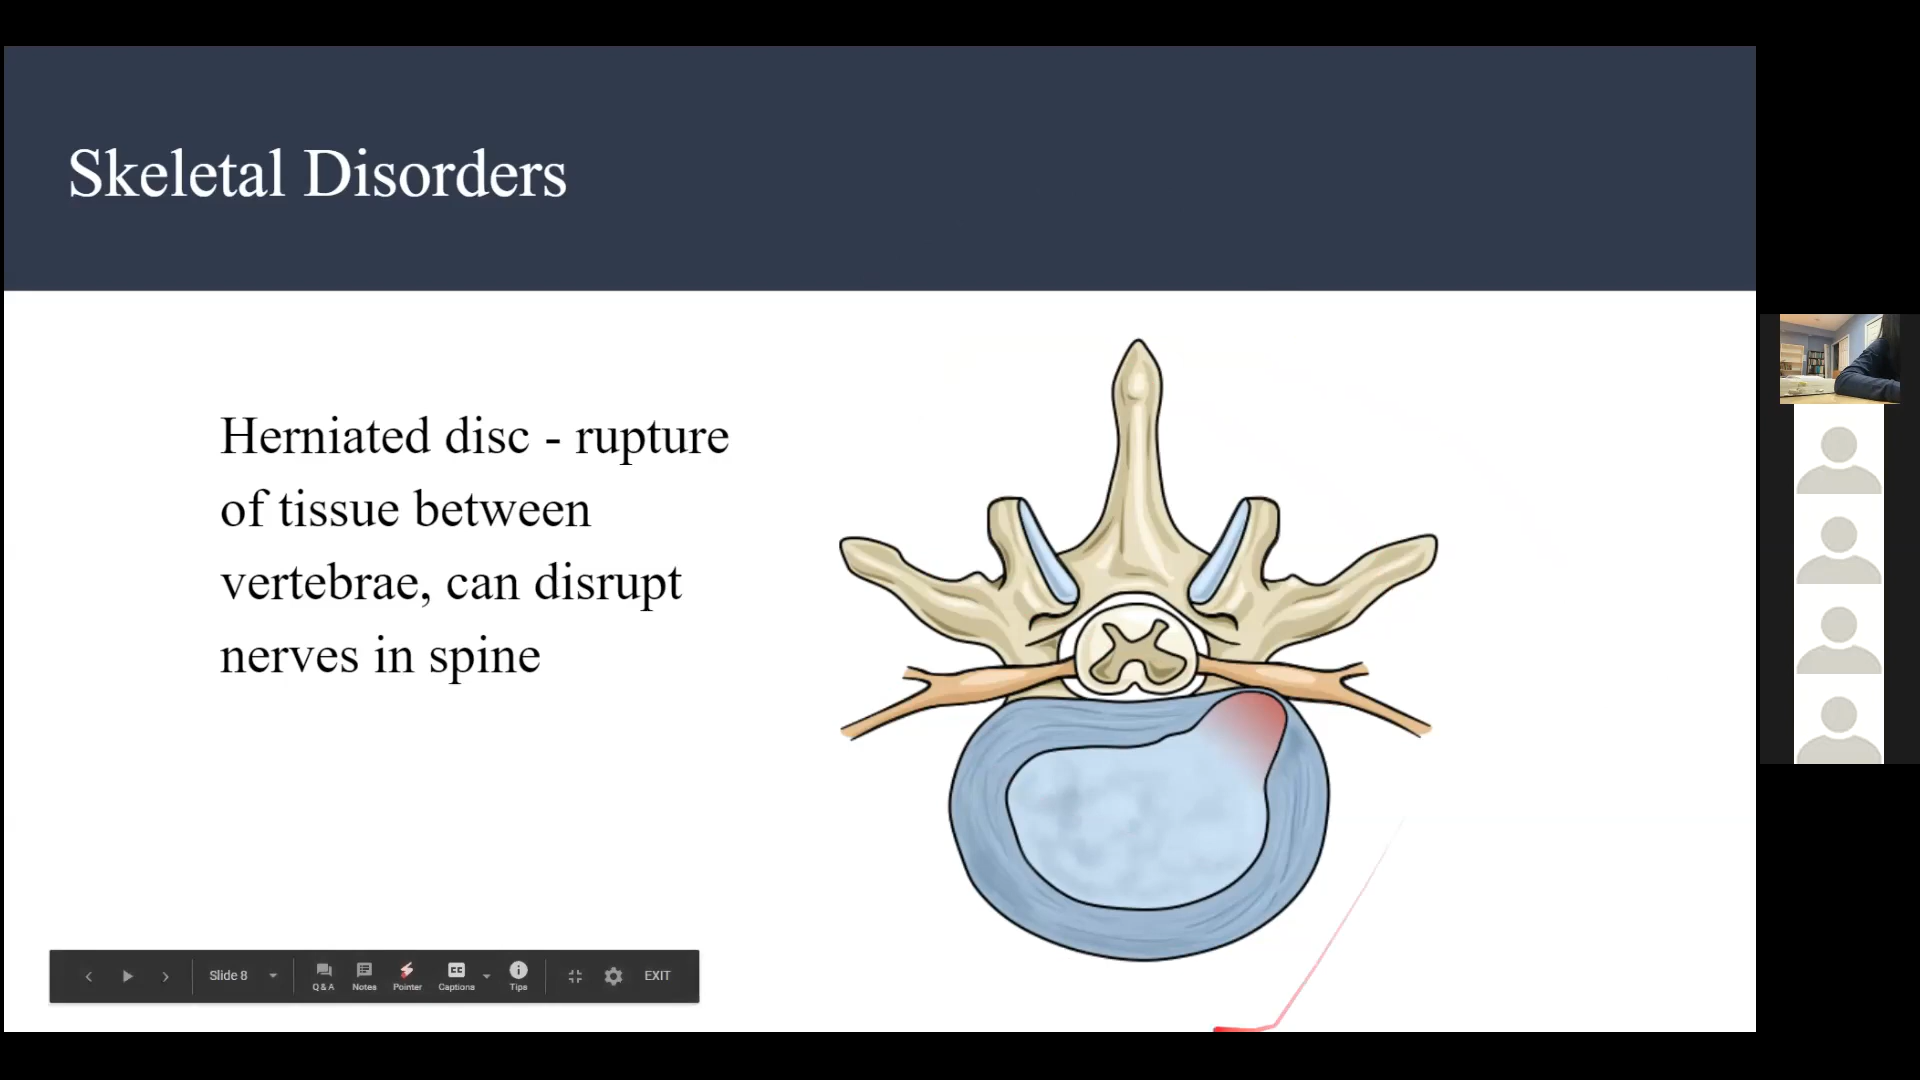 Skeletal Disorders
Herniated disc - rupture
of tissue between
vertebrae, can disrupt
nerves in spine
Slide 8
Q & A
Notes
Pointer
CC
Captions
Tips
EXIT